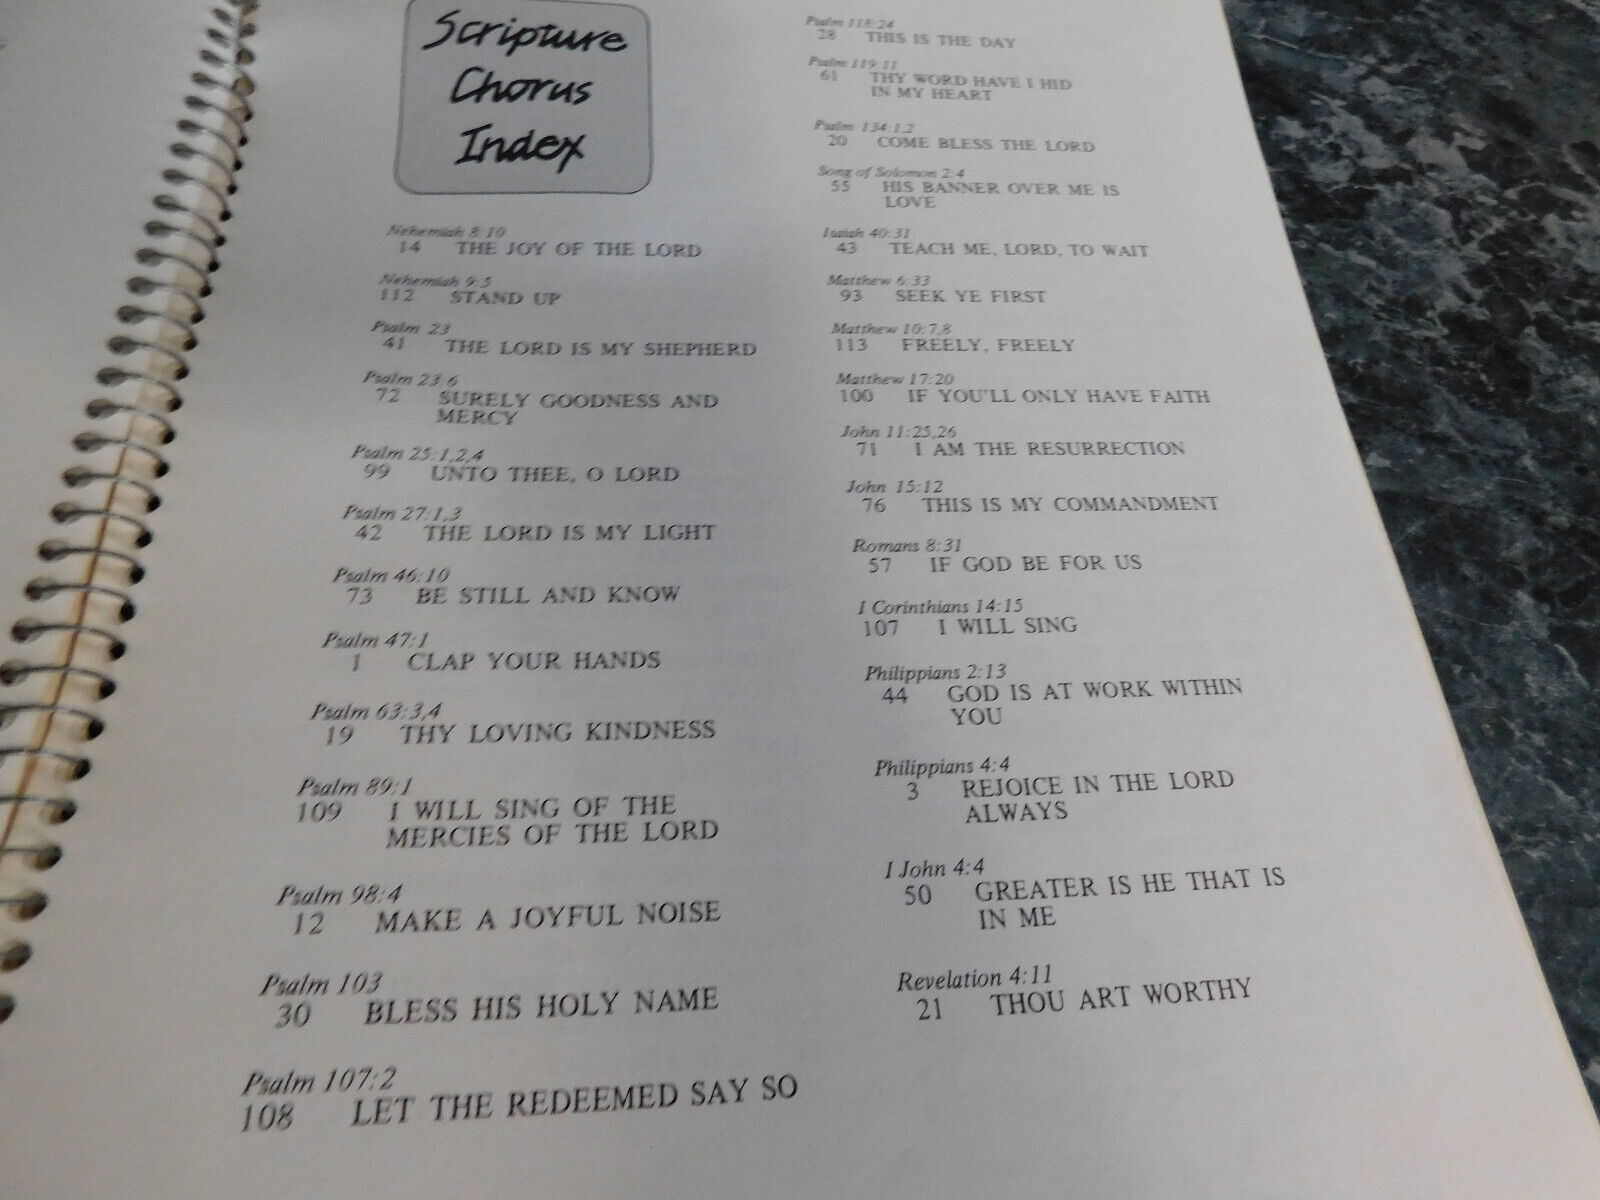 Scripture
Chorus
Index
Nehemiah 8:10
14 THE JOY OF THE LORD
Nehemiah 9:5
112 STAND UP
Psalm 23
41 THE LORD IS MY SHEPHERD
Psalm 23:6
72 SURELY GOODNESS AND
MERCY
Psalm 25:1,2,4
99 UNTO THEE, O LORD
Psalm 27:1,3
42 THE LORD IS MY LIGHT
Psalm 46:10
73 BE STILL AND KNOW
Psalm 47:1
1 CLAP YOUR HANDS
Psalm 63:3,4
19 THY LOVING KINDNESS
Psalm 89:1
109 I WILL SING OF THE
MERCIES OF THE LORD
Psalm 98:4
12 MAKE A JOYFUL NOISE
Psalm 103
30 BLESS HIS HOLY NAME
Psalm 107:2
108 LET THE REDEEMED SAY SO
Psalm 118:24
28 THIS IS THE DAY
Psalm 119:11
61 THY WORD HAVE I HID
IN MY HEART
Psalm 134:1,2
20 COME BLESS THE LORD
Song of Solomon 2:4
55 HIS BANNER OVER ME IS
LOVE
Isaiah 40:31
43 TEACH ME, LORD, TO WAIT
Matthew 6:33
93 SEEK YE FIRST
Matthew 10:7,8
113 FREELY, FREELY
Matthew 17:20
100 IF YOU'LL ONLY HAVE FAITH
John 11:25,26
71 I AM THE RESURRECTION
John 15:12
76 THIS IS MY COMMANDMENT
Romans 8:31
57 IF GOD BE FOR US
I Corinthians 14:15
107 I WILL SING
Philippians 2:13
44 GOD IS AT WORK WITHIN
YOU
Philippians 4:4
3 REJOICE IN THE LORD
ALWAYS
I John 4:4
50 GREATER IS HE THAT IS
IN ME
Revelation 4:11
21 THOU ART WORTHY